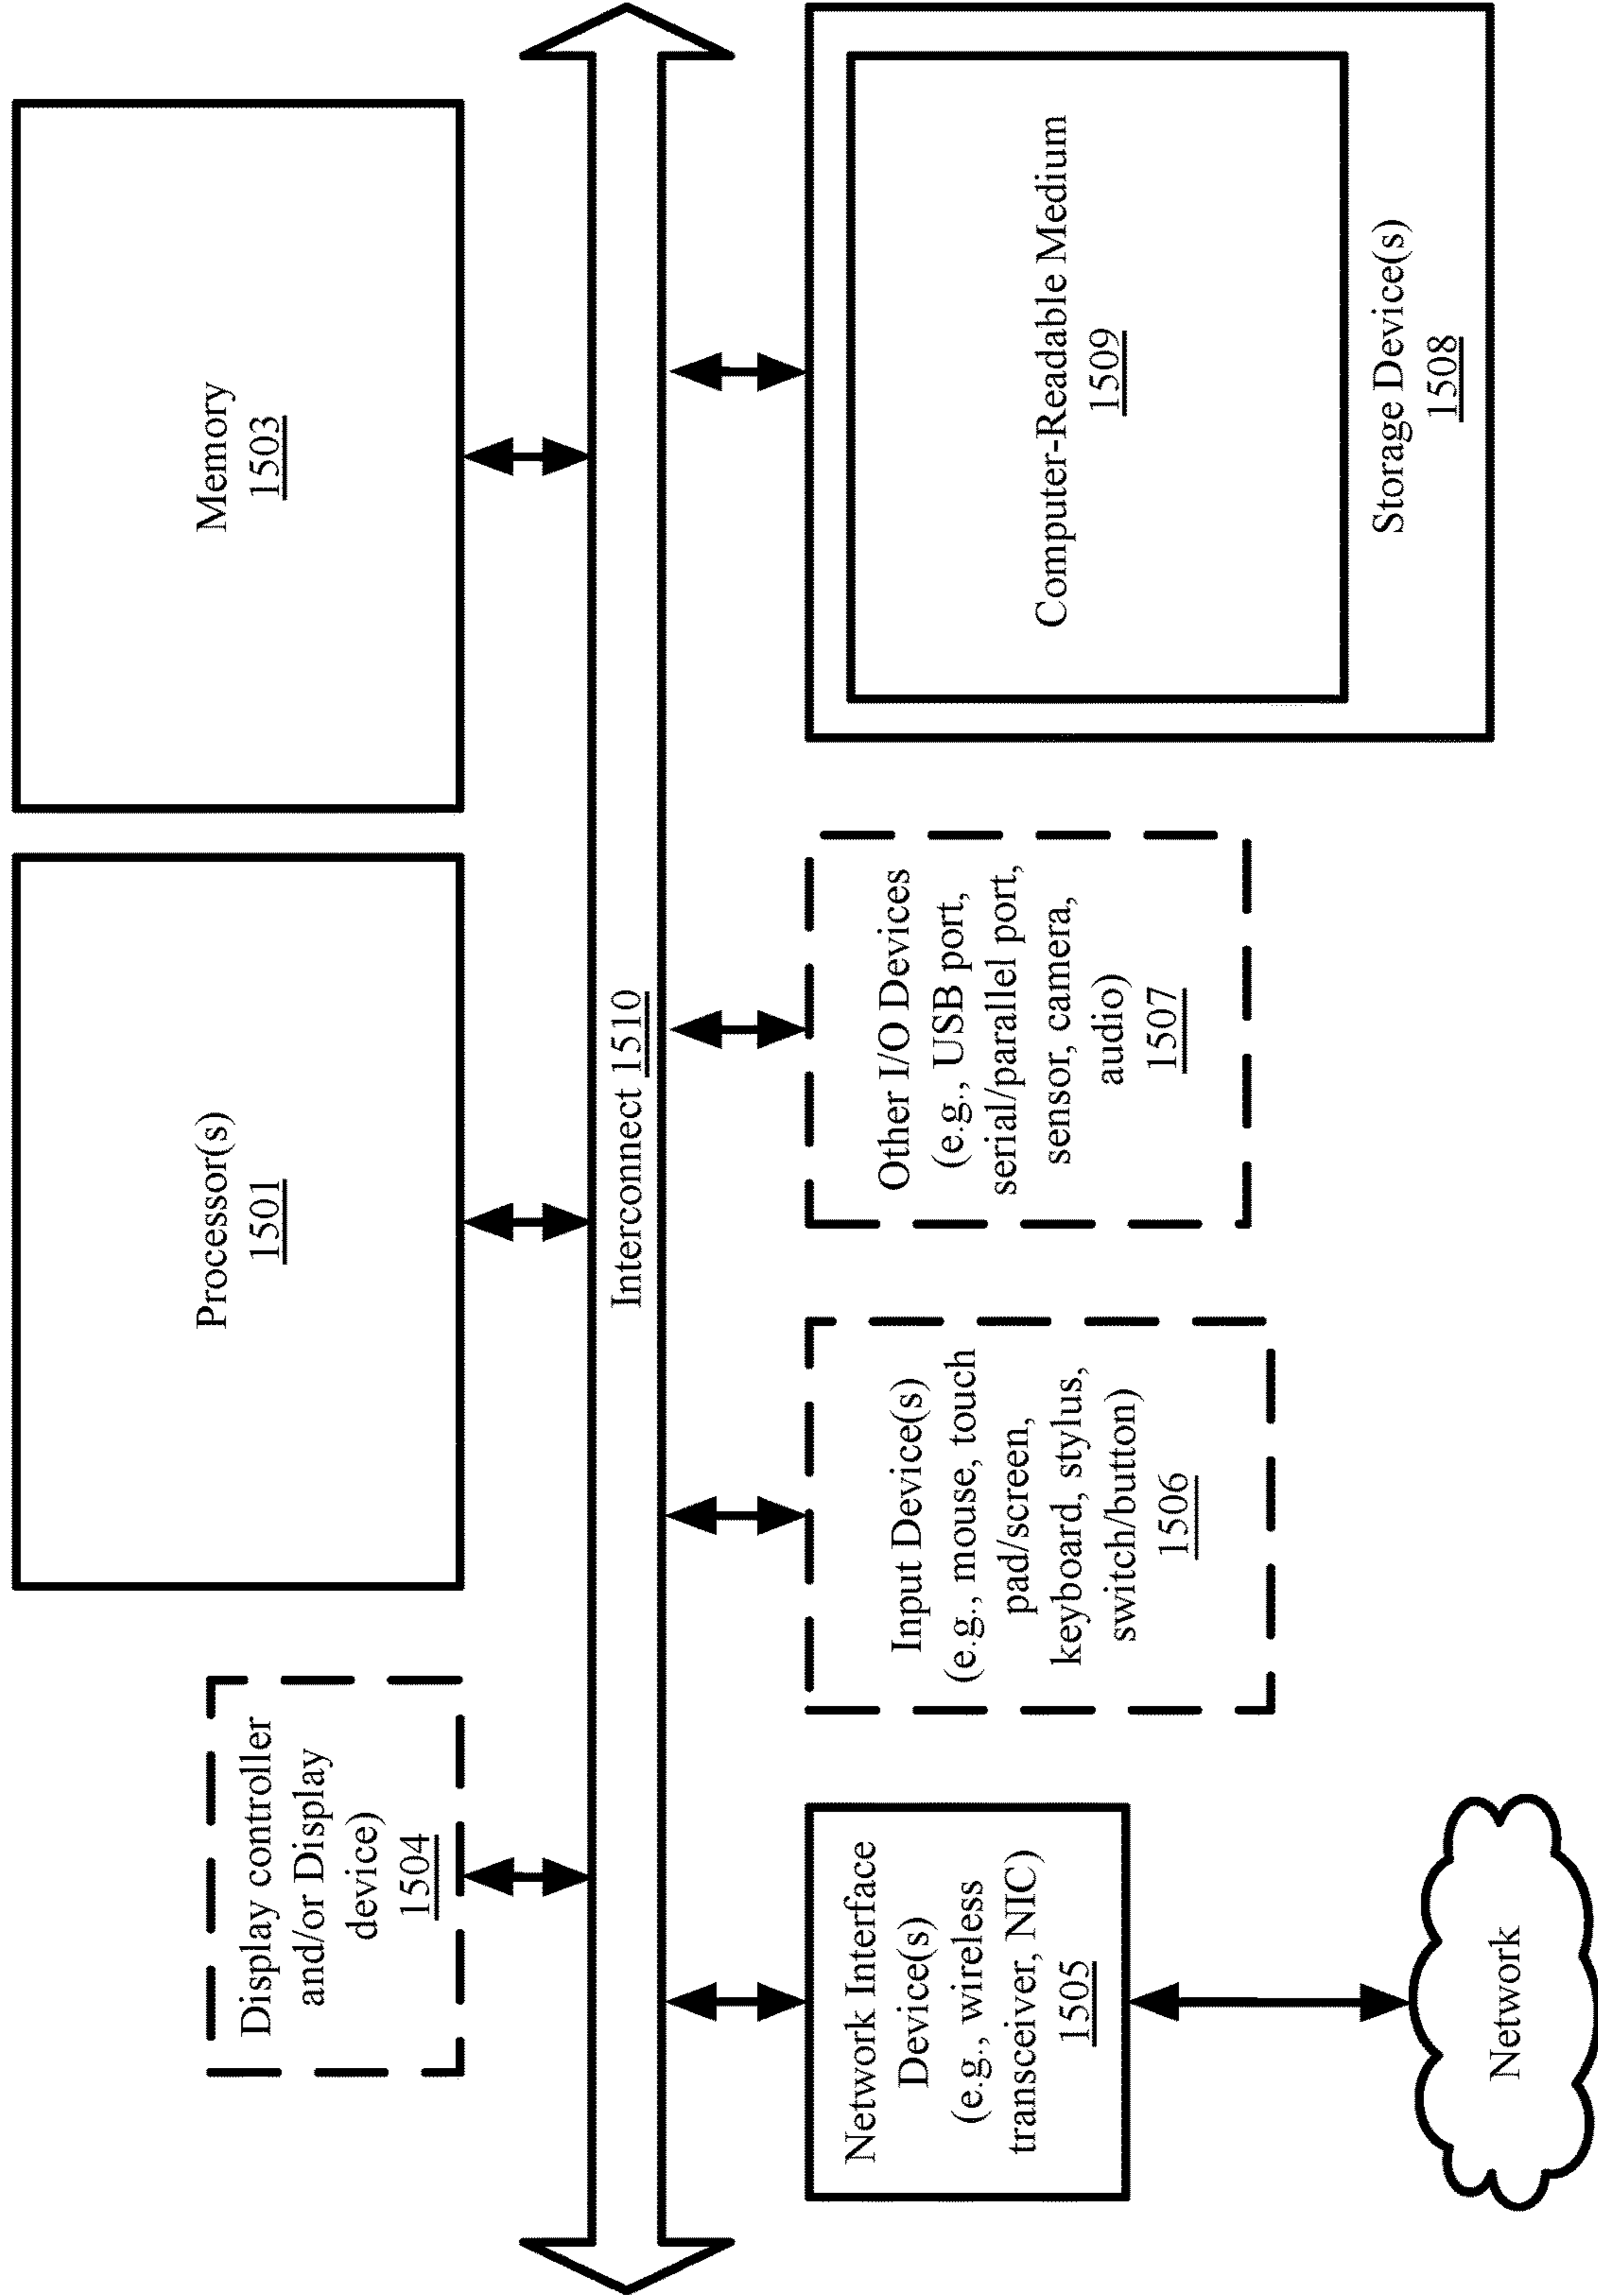 Display controller
and/or Display
device)
1504
Processor(s)
1501
Memory
1503
Interconnect 1510
Network Interface
Device(s)
(e.g., wireless
transceiver, NIC)
1505
Input Device(s)
(e.g., mouse, touch
pad/screen,
keyboard, stylus,
switch/button)
1506
Other I/O Devices
(e.g., USB port,
serial/parallel port,
sensor, camera,
audio)
1507
Computer-Readable Medium
1509
Storage Device(s)
1508
Network